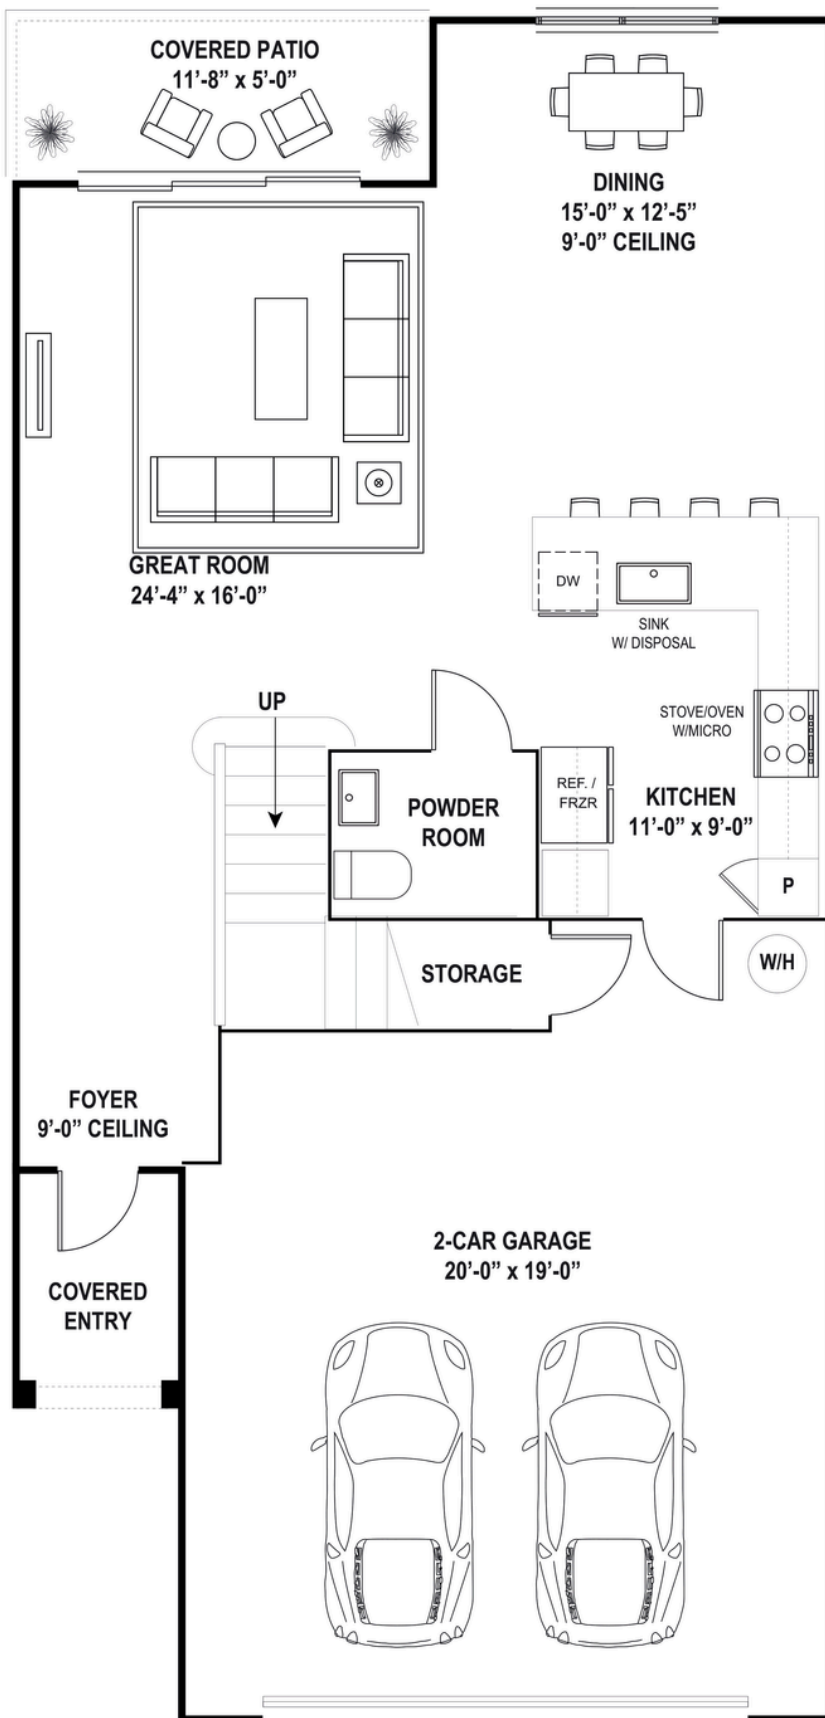 COVERED PATIO
11'-8” x 5'-0”
DINING
15'-0” x 12'-5”
9'-0” CEILING
GREAT ROOM
24'-4” x 16'-0”
DW
SINK
W/ DISPOSAL
UP
STOVE/OVEN
W/MICRO
REF. /
FRZR
KITCHEN
11'-0” x 9'-0”
POWDER
ROOM
P
STORAGE
W/H
FOYER
9'-0” CEILING
2-CAR GARAGE
20'-0” x 19'-0”
COVERED
ENTRY